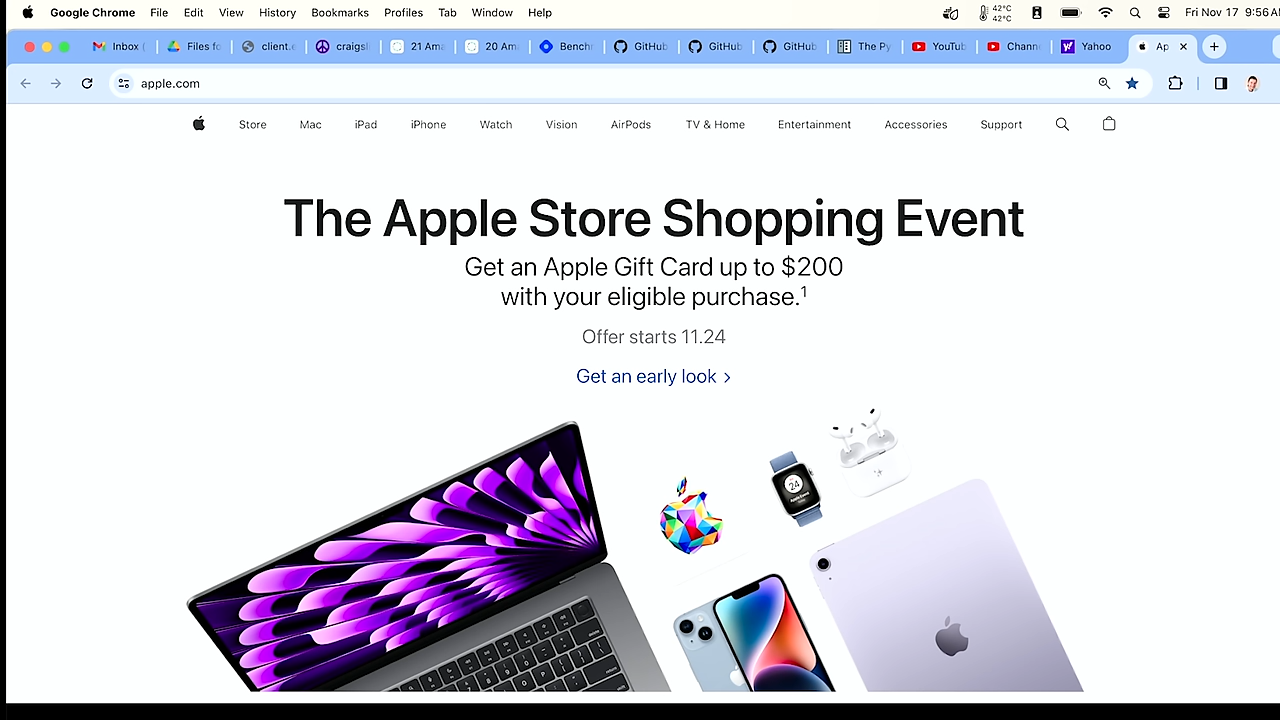 Google Chrome File Edit View History Bookmarks Profiles Tab Window Help 42°C 42°C Fri Nov 17 9:56 AM
Inbox ( Files fo client.c craigsl 21 Ama 20 Am Bench GitHub GitHub GitHub The Py YouTub Chann Yahoo Ap
apple.com
Store Mac iPad iPhone Watch Vision AirPods TV & Home Entertainment Accessories Support
The Apple Store Shopping Event
Get an Apple Gift Card up to $200
with your eligible purchase.1
Offer starts 11.24
Get an early look >
24